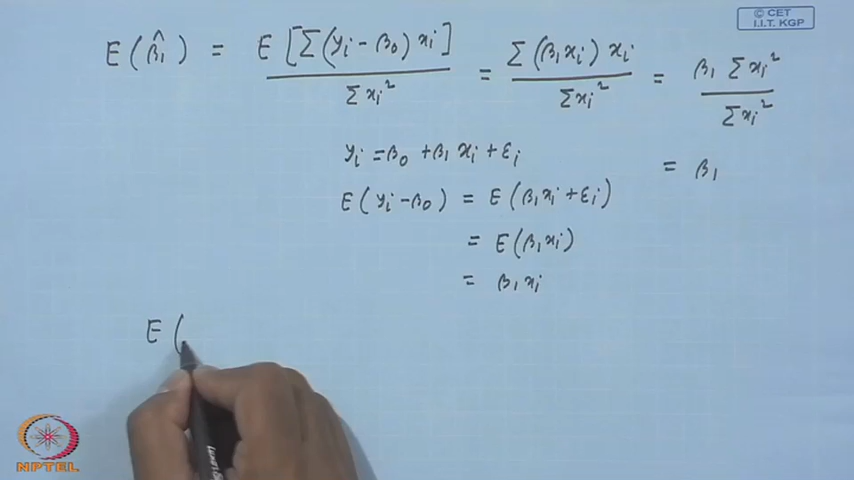 © CET
I.I.T. KGP
E(β̂₁) = E[Σ(yᵢ - β₀)xᵢ] / Σxᵢ² = Σ(β₁xᵢ)xᵢ / Σxᵢ² = β₁Σxᵢ² / Σxᵢ²
yᵢ = β₀ + β₁xᵢ + εᵢ
= β₁
E(yᵢ - β₀) = E(β₁xᵢ + εᵢ)
= E(β₁xᵢ)
= β₁xᵢ
E(
NPTEL